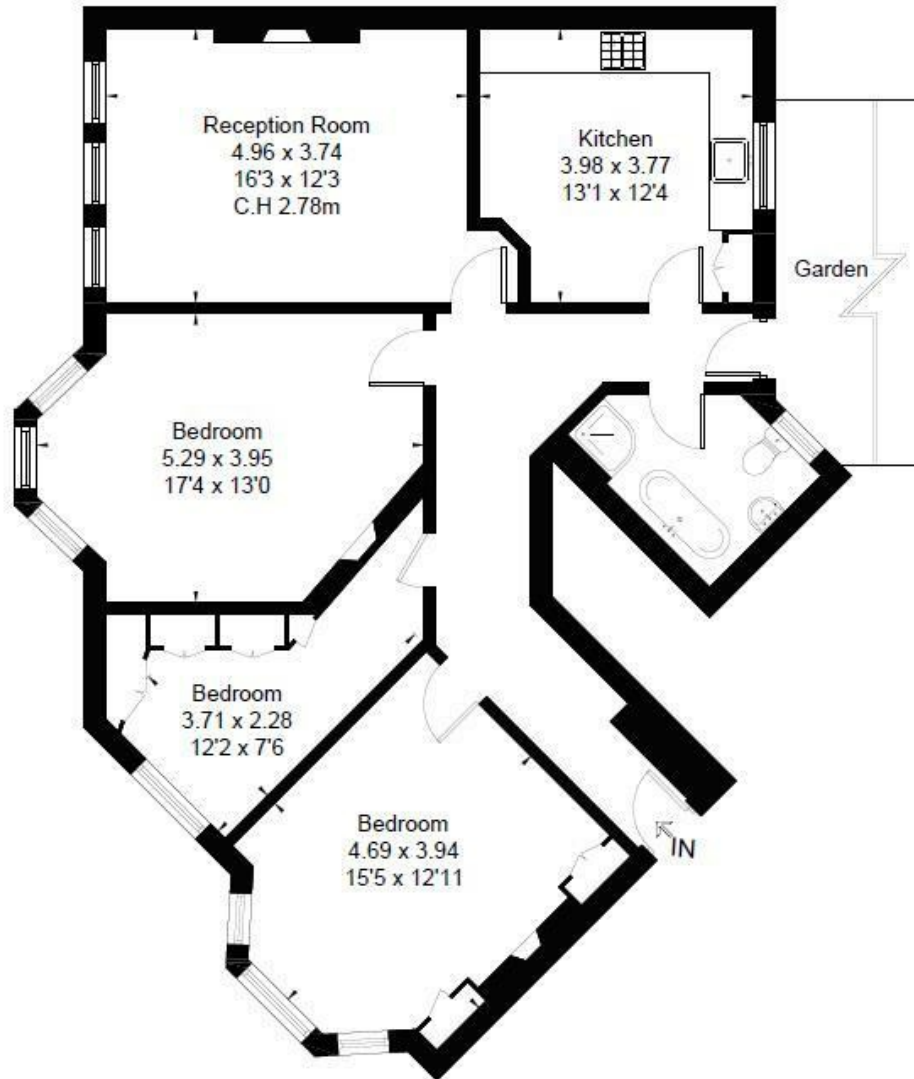 Reception Room
4.96 x 3.74
16'3 x 12'3
C.H 2.78m
Kitchen
3.98 x 3.77
13'1 x 12'4
Garden
Bedroom
5.29 x 3.95
17'4 x 13'0
Bedroom
3.71 x 2.28
12'2 x 7'6
Bedroom
4.69 x 3.94
15'5 x 12'11
IN